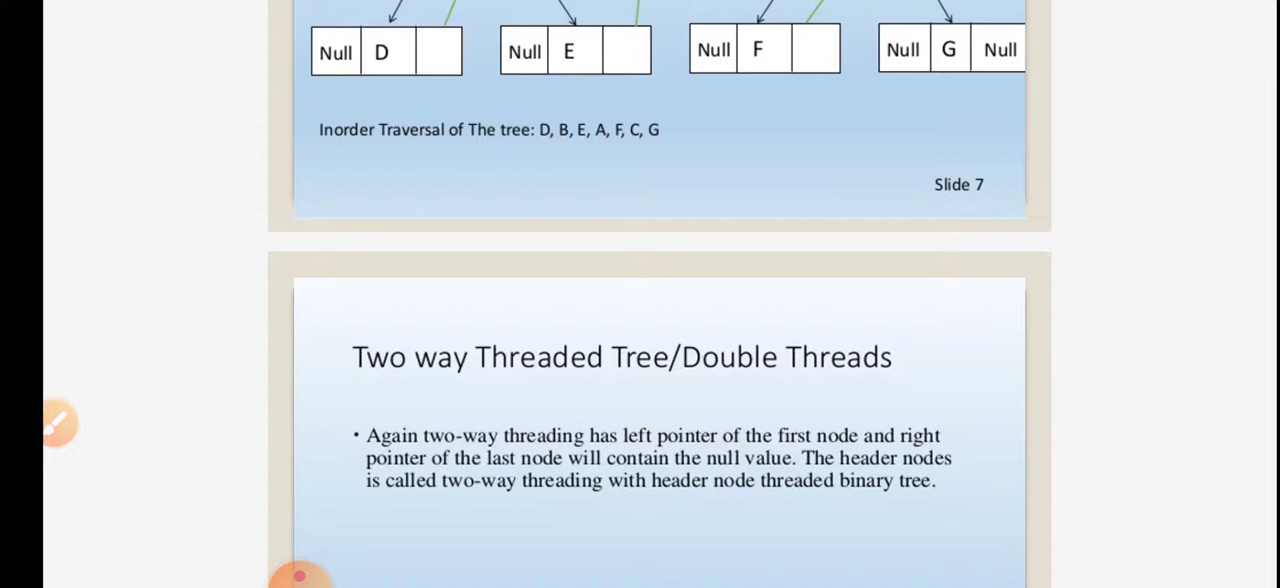 Null D
Null E
Null F
Null G Null
Inorder Traversal of The tree: D, B, E, A, F, C, G
Slide 7
Two way Threaded Tree/Double Threads
• Again two-way threading has left pointer of the first node and right
pointer of the last node will contain the null value. The header nodes
is called two-way threading with header node threaded binary tree.